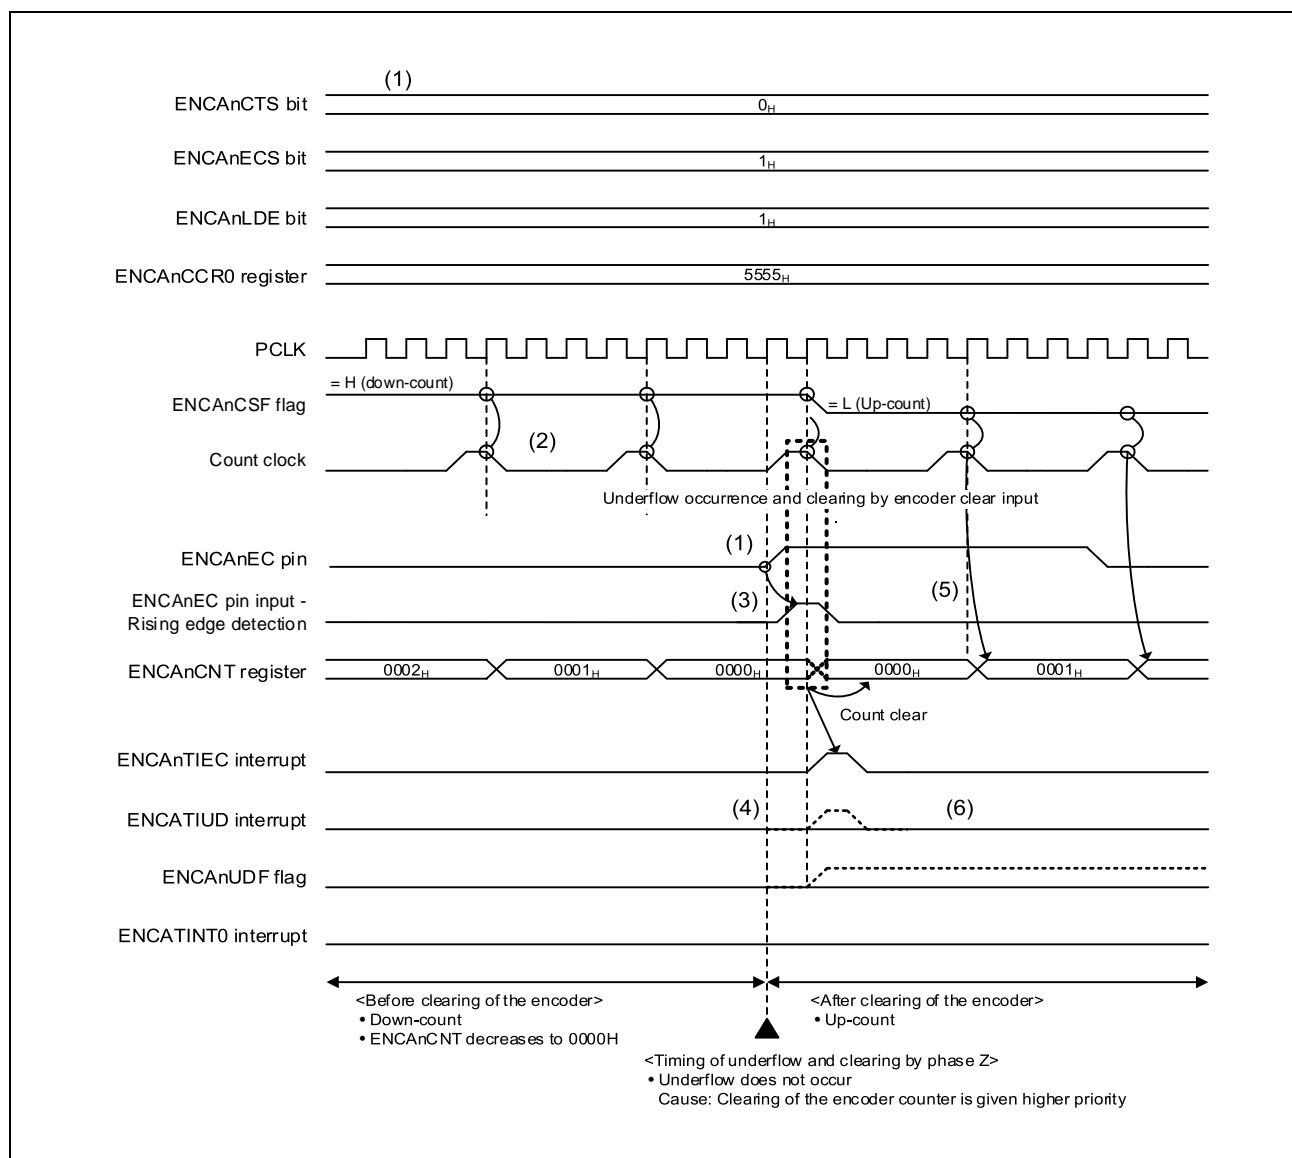 (1)
ENCAnCTS bit
0H
ENCAnECS bit
1H
ENCAnLDE bit
1H
ENCAnCCR0 register
5555H
PCLK
= H (down-count)
ENCAnCSF flag
= L (Up-count)
(2)
Count clock
Underflow occurrence and clearing by encoder clear input
(1)
ENCAnEC pin
(3)
(5)
ENCAnEC pin input -
Rising edge detection
ENCAnCNT register
0002H 0001H 0000H 0000H 0001H
Count clear
ENCAnTIEC interrupt
(4)
(6)
ENCATIUD interrupt
ENCAnUDF flag
ENCATINT0 interrupt
<Before clearing of the encoder>
• Down-count
• ENCAnCNT decreases to 0000H
<After clearing of the encoder>
• Up-count
<Timing of underflow and clearing by phase Z>
• Underflow does not occur
Cause: Clearing of the encoder counter is given higher priority